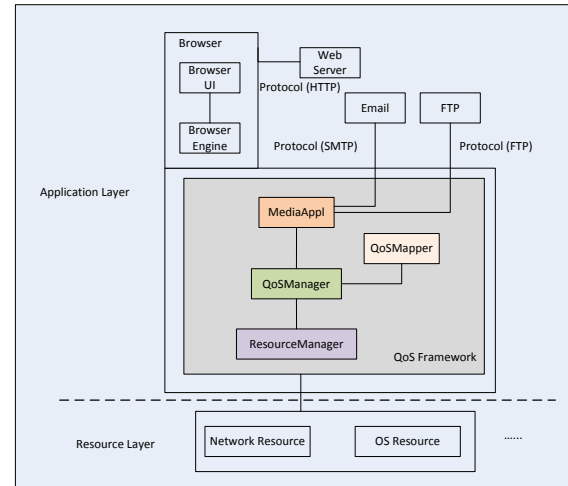 Browser
Browser
UI
Browser
Engine
Web
Server
Protocol (HTTP)
Email
FTP
Protocol (SMTP)
Protocol (FTP)
Application Layer
MediaAppl
QoSMapper
QoSManager
ResourceManager
QoS Framework
Resource Layer
Network Resource
OS Resource
......